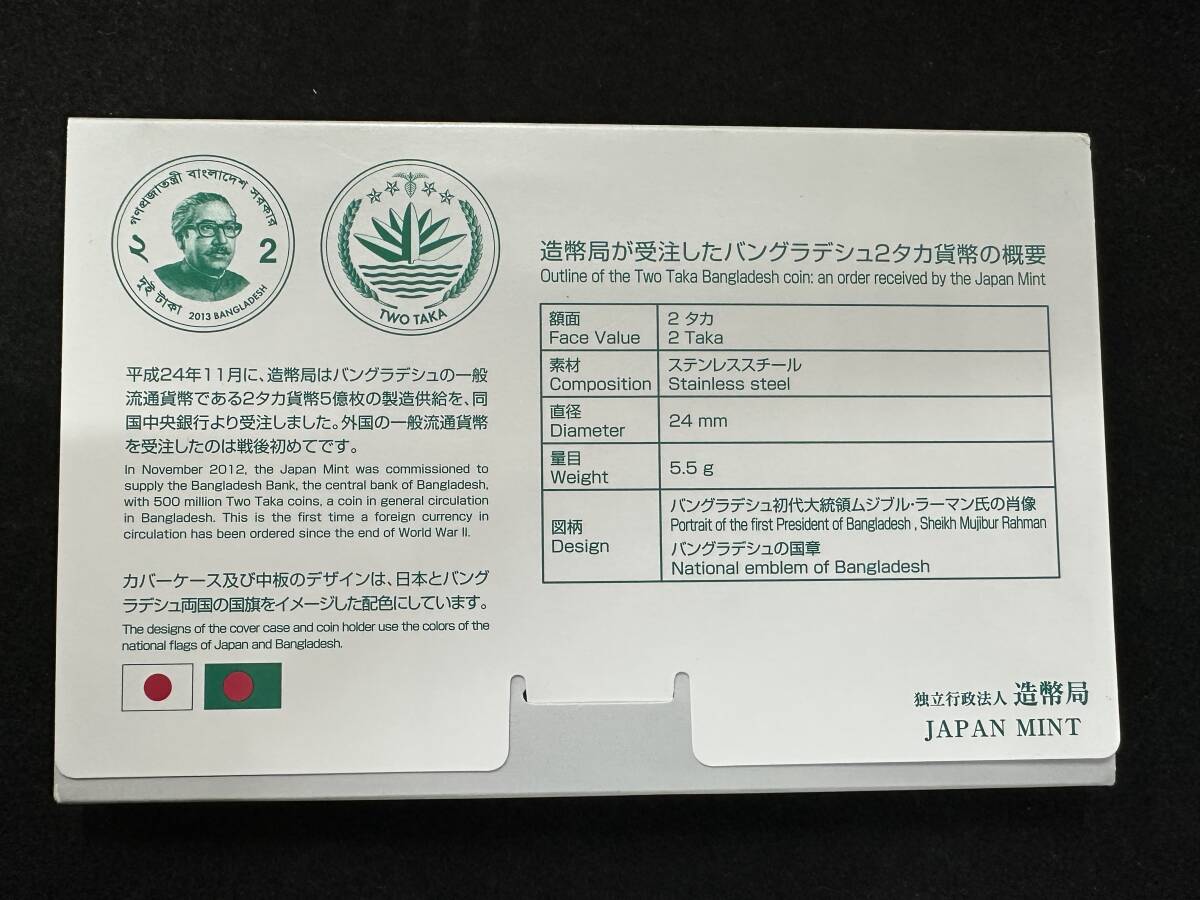 গণপ্রজাতন্ত্রী বাংলাদেশ সরকার
২
2
দুই টাকা
2013 BANGLADESH
TWO TAKA
平成24年11月に、造幣局はバングラデシュの一般
流通貨幣である2タカ貨幣5億枚の製造供給を、同
国中央銀行より受注しました。外国の一般流通貨幣
を受注したのは戦後初めてです。
In November 2012, the Japan Mint was commissioned to
supply the Bangladesh Bank, the central bank of Bangladesh,
with 500 million Two Taka coins, a coin in general circulation
in Bangladesh. This is the first time a foreign currency in
circulation has been ordered since the end of World War II.
カバーケース及び中板のデザインは、日本とバング
ラデシュ両国の国旗をイメージした配色にしています。
The designs of the cover case and coin holder use the colors of the
national flags of Japan and Bangladesh.
造幣局が受注したバングラデシュ2タカ貨幣の概要
Outline of the Two Taka Bangladesh coin: an order received by the Japan Mint
額面
Face Value
2 タカ
2 Taka
素材
Composition
ステンレススチール
Stainless steel
直径
Diameter
24 mm
量目
Weight
5.5 g
図柄
Design
バングラデシュ初代大統領ムジブル・ラーマン氏の肖像
Portrait of the first President of Bangladesh , Sheikh Mujibur Rahman
バングラデシュの国章
National emblem of Bangladesh
独立行政法人 造幣局
JAPAN MINT